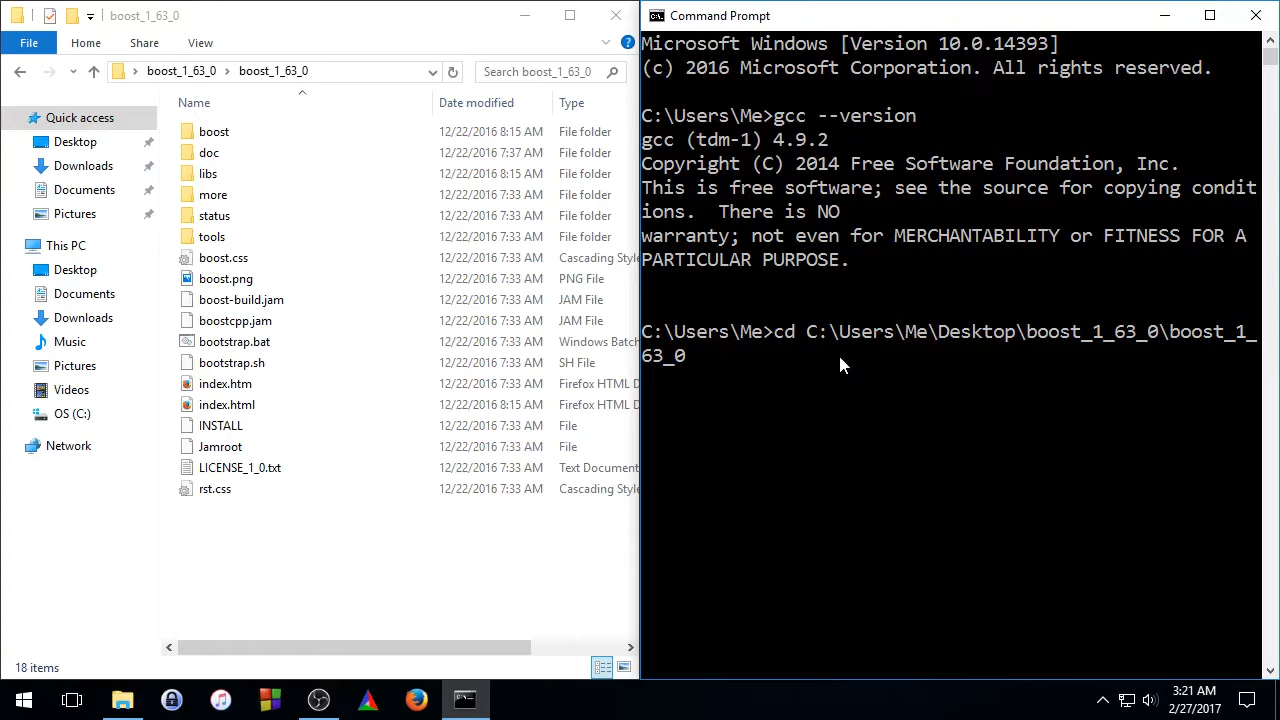 boost_1_63_0
File
Home
Share
View
boost_1_63_0
boost_1_63_0
Search boost_1_63_0
Quick access
Desktop
Downloads
Documents
Pictures
This PC
Desktop
Documents
Downloads
Music
Pictures
Videos
OS (C:)
Network
Name Date modified Type
boost 12/22/2016 8:15 AM File folder
doc 12/22/2016 7:37 AM File folder
libs 12/22/2016 8:15 AM File folder
more 12/22/2016 7:33 AM File folder
status 12/22/2016 7:33 AM File folder
tools 12/22/2016 7:33 AM File folder
boost.css 12/22/2016 7:33 AM Cascading Style
boost.png 12/22/2016 7:33 AM PNG File
boost-build.jam 12/22/2016 7:33 AM JAM File
boostcpp.jam 12/22/2016 7:33 AM JAM File
bootstrap.bat 12/22/2016 7:33 AM Windows Batch
bootstrap.sh 12/22/2016 7:33 AM SH File
index.htm 12/22/2016 7:33 AM Firefox HTML D
index.html 12/22/2016 8:15 AM Firefox HTML D
INSTALL 12/22/2016 7:33 AM File
Jamroot 12/22/2016 7:33 AM File
LICENSE_1_0.txt 12/22/2016 7:33 AM Text Document
rst.css 12/22/2016 7:33 AM Cascading Style
18 items
Command Prompt
Microsoft Windows [Version 10.0.14393]
(c) 2016 Microsoft Corporation. All rights reserved.
C:\Users\Me>gcc --version
gcc (tdm-1) 4.9.2
Copyright (C) 2014 Free Software Foundation, Inc.
This is free software; see the source for copying condit
ions.  There is NO
warranty; not even for MERCHANTABILITY or FITNESS FOR A
PARTICULAR PURPOSE.
C:\Users\Me>cd C:\Users\Me\Desktop\boost_1_63_0\boost_1_
63_0
3:21 AM
2/27/2017